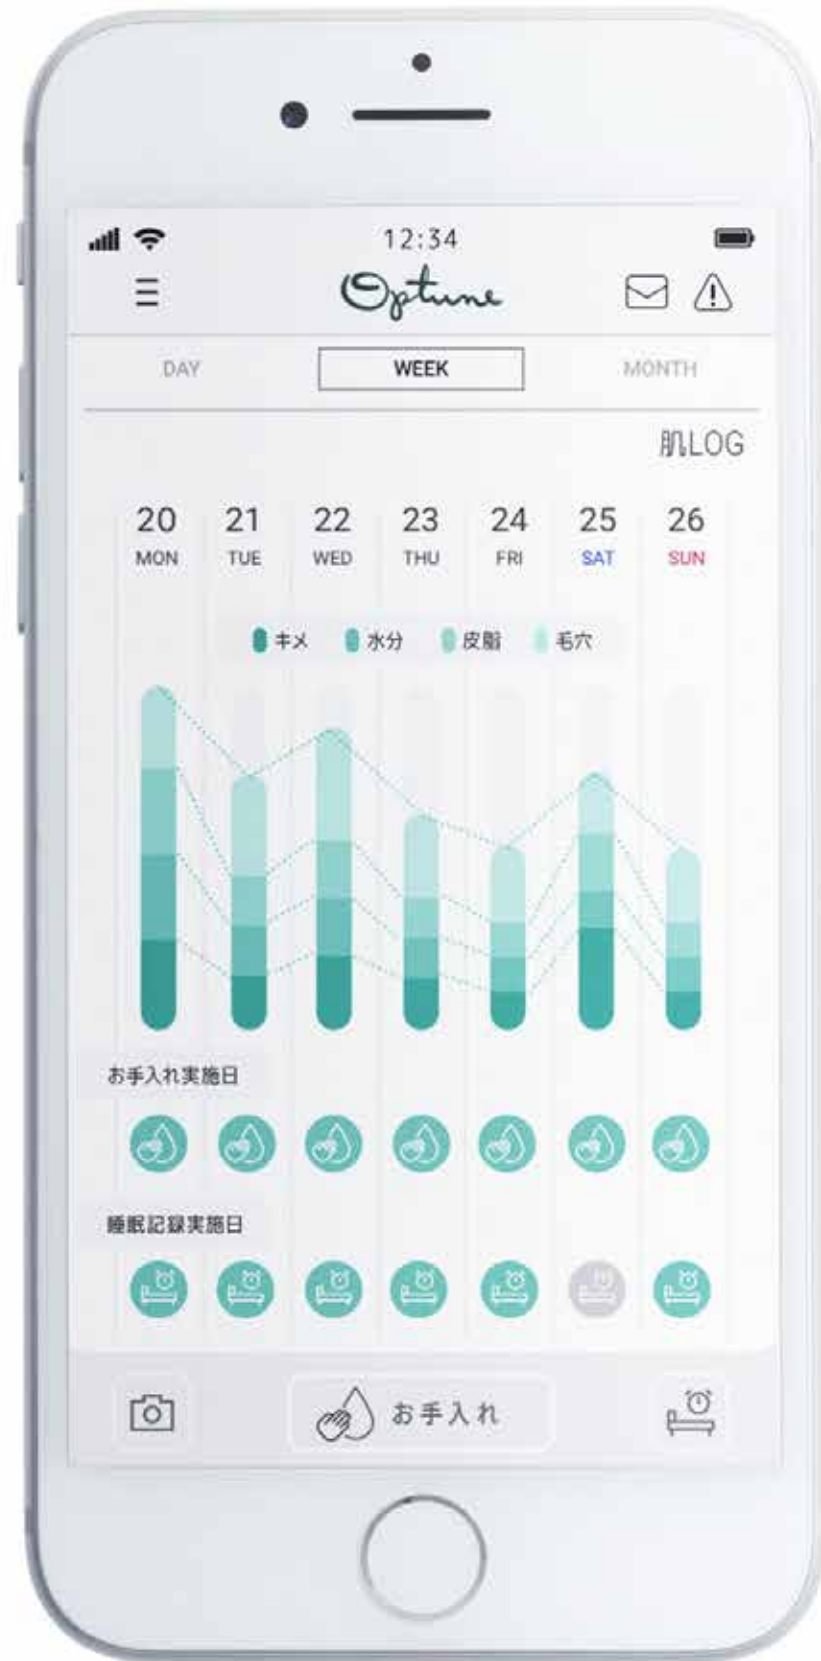 12:34
Optune
DAY WEEK MONTH
肌LOG
20 21 22 23 24 25 26
MON TUE WED THU FRI SAT SUN
キメ 水分 皮脂 毛穴
お手入れ実施日
睡眠記録実施日
お手入れ